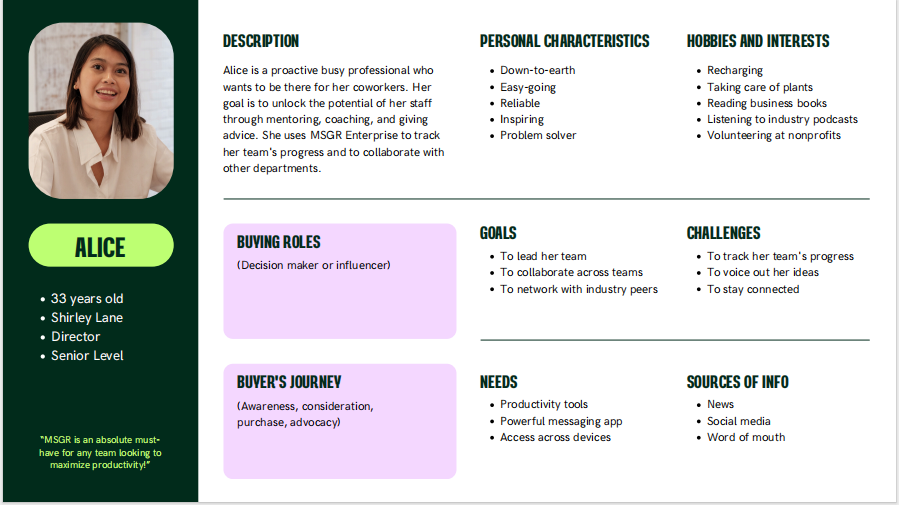 ALICE
• 33 years old
• Shirley Lane
• Director
• Senior Level
"MSGR is an absolute must-
have for any team looking to
maximize productivity!"
DESCRIPTION
Alice is a proactive busy professional who
wants to be there for her coworkers. Her
goal is to unlock the potential of her staff
through mentoring, coaching, and giving
advice. She uses MSGR Enterprise to track
her team's progress and to collaborate with
other departments.
PERSONAL CHARACTERISTICS
• Down-to-earth
• Easy-going
• Reliable
• Inspiring
• Problem solver
HOBBIES AND INTERESTS
• Recharging
• Taking care of plants
• Reading business books
• Listening to industry podcasts
• Volunteering at nonprofits
BUYING ROLES
(Decision maker or influencer)
GOALS
• To lead her team
• To collaborate across teams
• To network with industry peers
CHALLENGES
• To track her team's progress
• To voice out her ideas
• To stay connected
BUYER'S JOURNEY
(Awareness, consideration,
purchase, advocacy)
NEEDS
• Productivity tools
• Powerful messaging app
• Access across devices
SOURCES OF INFO
• News
• Social media
• Word of mouth